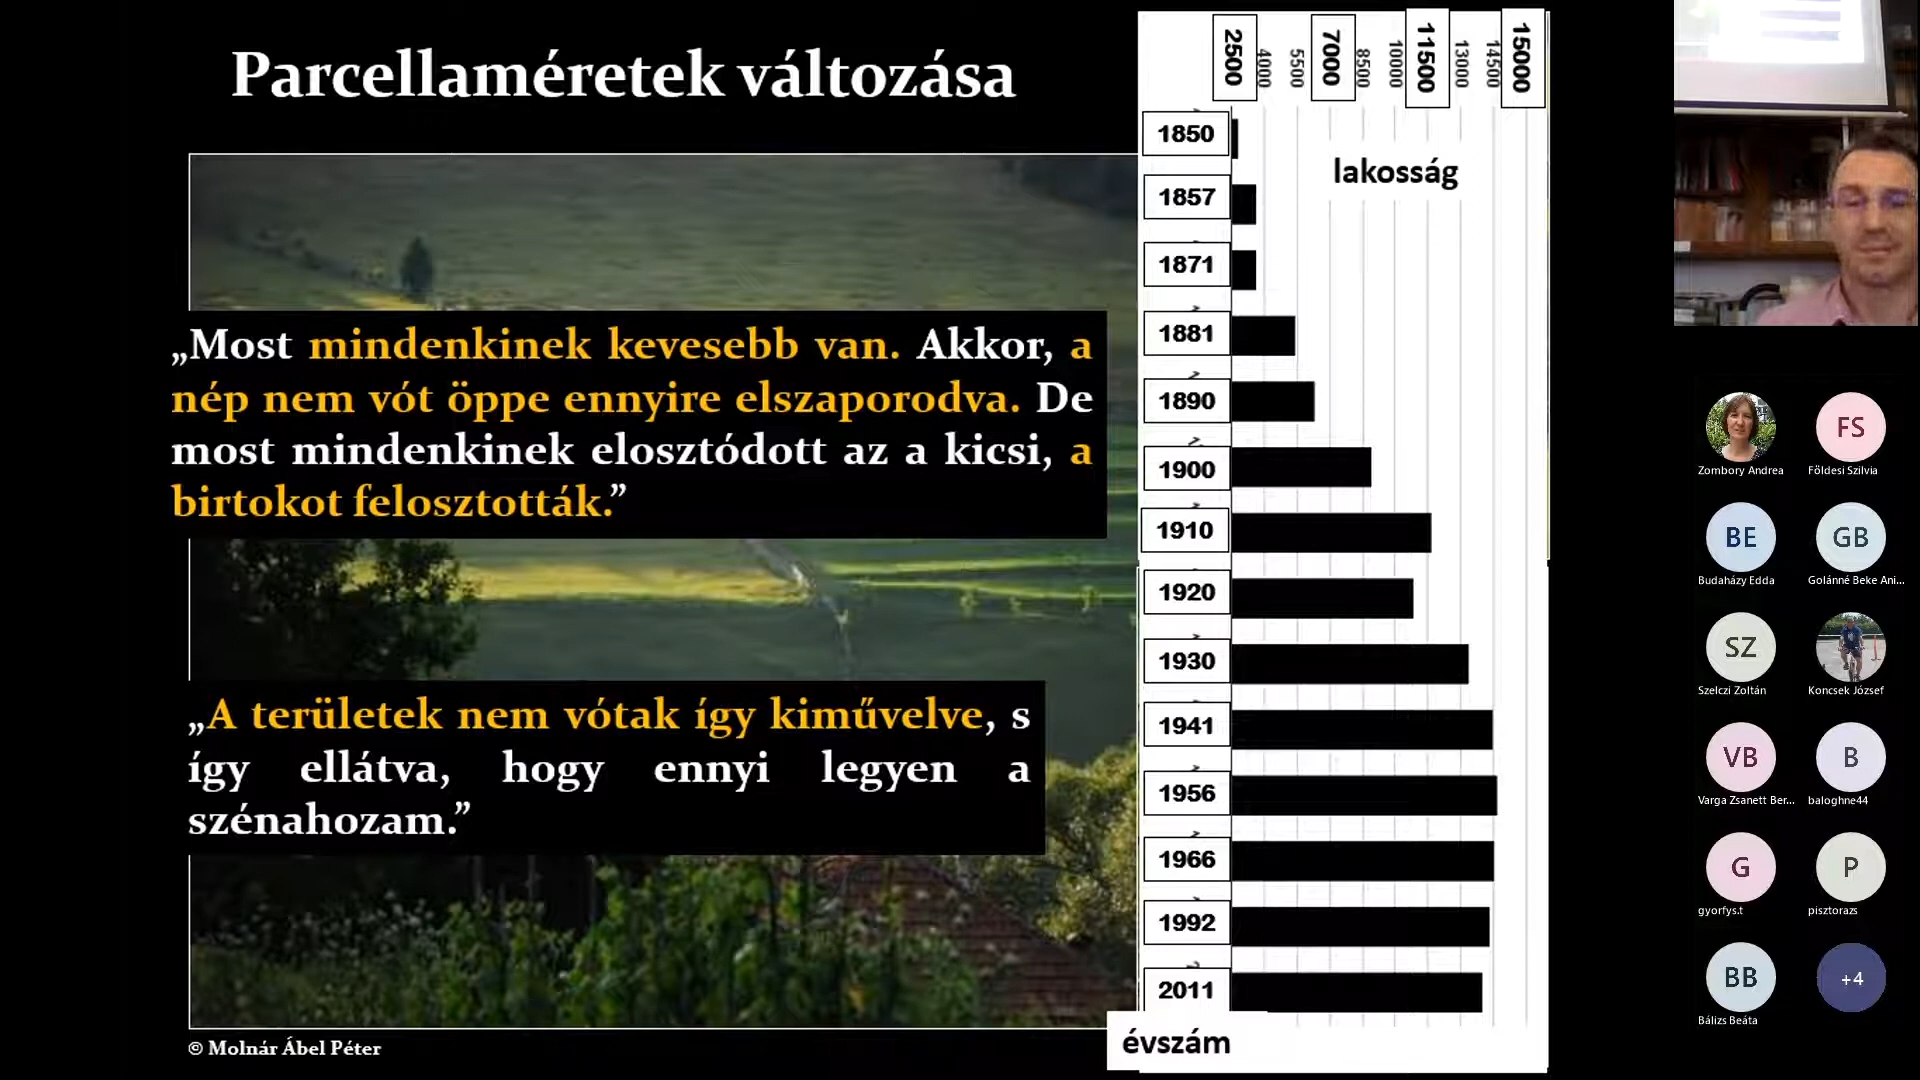 Parcellaméretek változása
„Most mindenkinek kevesebb van. Akkor, a
nép nem vót öppe ennyire elszaporodva. De
most mindenkinek elosztódott az a kicsi, a
birtokot felosztották.”
„A területek nem vótak így kiművelve, s
így ellátva, hogy ennyi legyen a
szénahozam.”
© Molnár Ábel Péter
2500 4000 5500 7000 8500 10000 11500 13000 14500 15000
lakosság
1850
1857
1871
1881
1890
1900
1910
1920
1930
1941
1956
1966
1992
2011
évszám
Zombory Andrea
FS
Földesi Szilvia
BE
Budaházy Edda
GB
Golánné Beke Ani...
SZ
Szelczi Zoltán
Koncsek József
VB
Varga Zsanett Ber...
B
baloghne44
G
gyorfys.t
P
pisztorazs
BB
Bálizs Beáta
+4